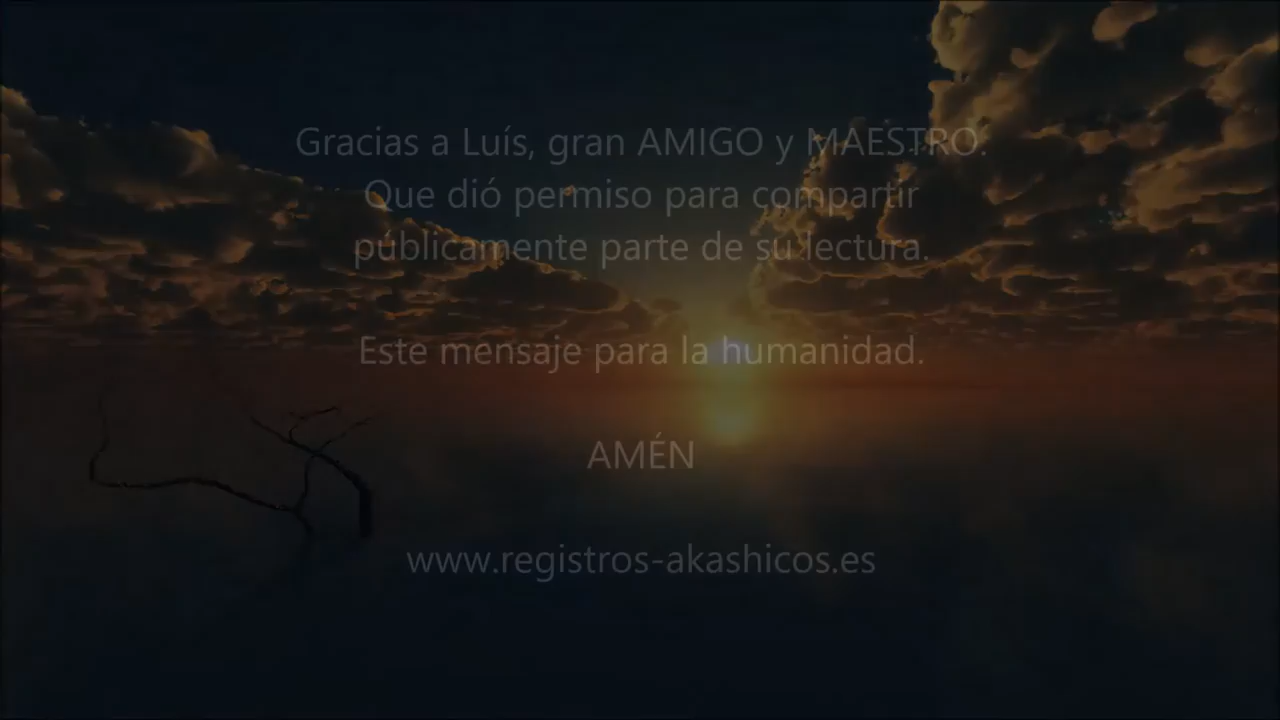 Gracias a Luís, gran AMIGO y MAESTRO.
Que dió permiso para compartir
publicamente parte de su lectura.
Este mensaje para la humanidad.
AMÉN
www.registros-akashicos.es